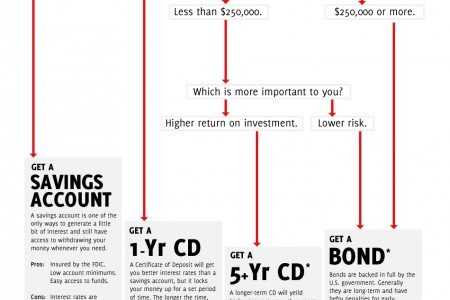 Less than $250,000.
$250,000 or more.
Which is more important to you?
Higher return on investment.
Lower risk.
GET A
SAVINGS
ACCOUNT
A savings account is one of the
only ways to generate a little
bit of interest and still have
access to withdrawing your
money whenever you need.
Pros: Insured by the FDIC.
Low account minimums.
Easy access to funds.
Cons: Interest rates are
GET A
1-Yr CD
A Certificate of Deposit will get
you better interest rates than a
savings account, but it locks
your money up for a set period
of time. The longer the time,
GET A
5+Yr CD*
A longer-term CD will yeild
GET A
BOND*
Bonds are backed in full by the
U.S. government. Generally
they are long-term and have
hefty penalties for early